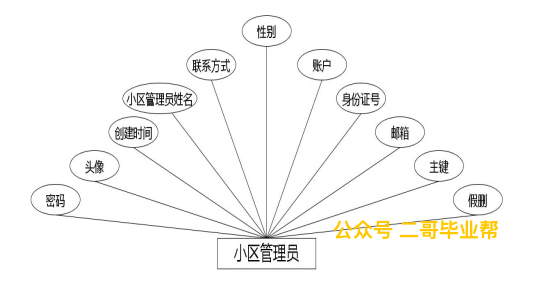 性别
联系方式
账户
小区管理员姓名
身份证号
创建时间
邮箱
头像
主键
密码
假删
公众号 二哥毕业帮
小区管理员